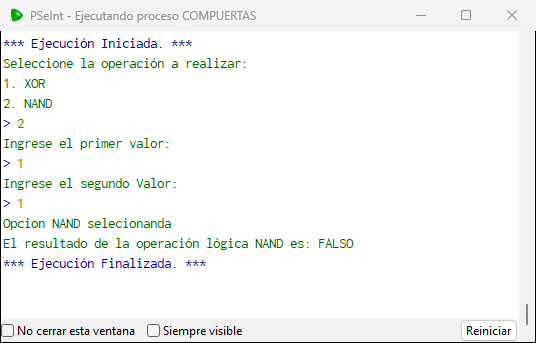 PSeInt - Ejecutando proceso COMPUERTAS
*** Ejecución Iniciada. ***
Seleccione la operación a realizar:
1. XOR
2. NAND
> 2
Ingrese el primer valor:
> 1
Ingrese el segundo Valor:
> 1
Opcion NAND selecionanda
El resultado de la operación lógica NAND es: FALSO
*** Ejecución Finalizada. ***
No cerrar esta ventana Siempre visible Reiniciar